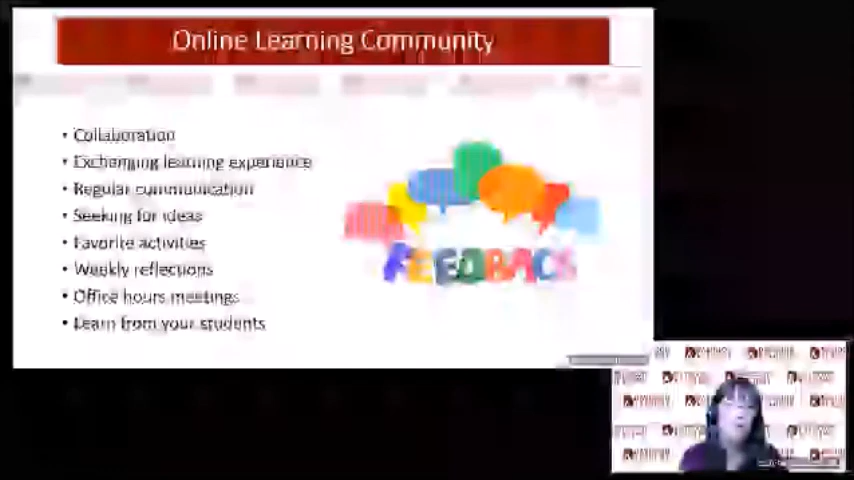 Online Learning Community
• Collaboration
• Exchanging learning experience
• Regular communication
• Seeking for ideas
• Favorite activities
• Weekly reflections
• Office hours meetings
• Learn from your students
FEEDBACK